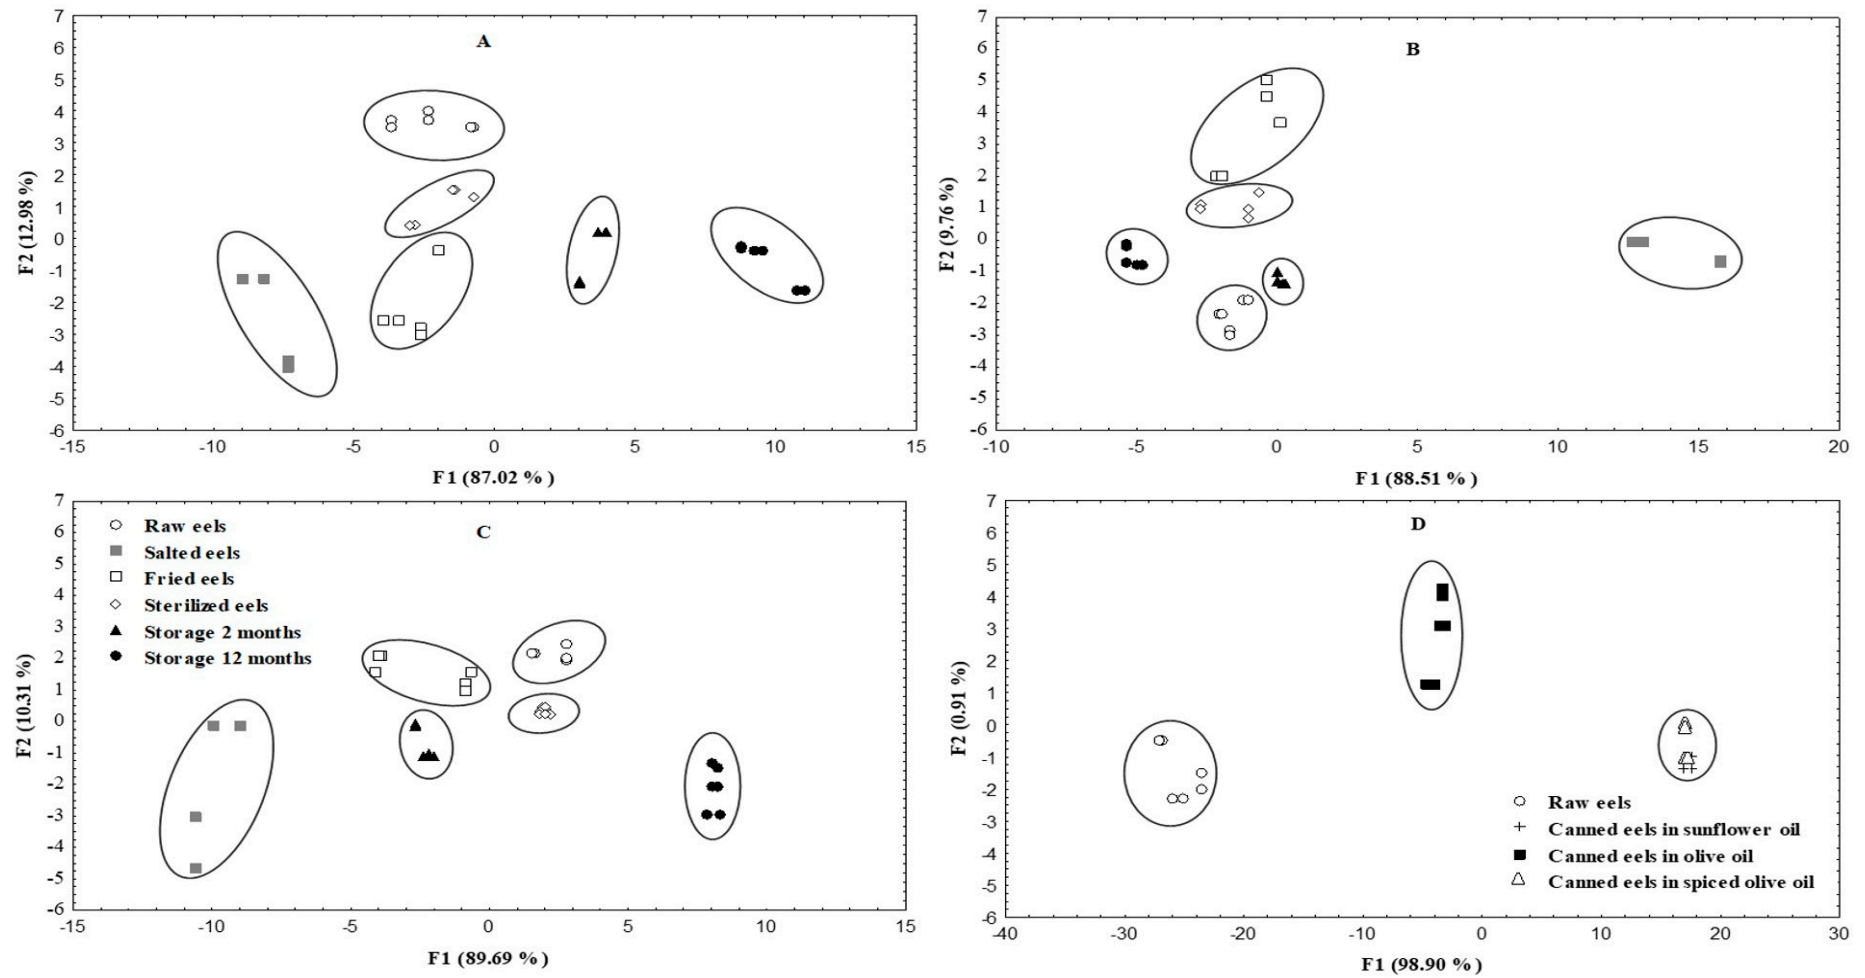 A
7
6
5
4
3
2
1
0
-1
-2
-3
-4
-5
-6
F2 (12.98 %)
-15 -10 -5 0 5 10 15
F1 (87.02 %)
B
7
6
5
4
3
2
1
0
-1
-2
-3
-4
-5
-6
F2 (9.76 %)
-10 -5 0 5 10 15 20
F1 (88.51 %)
C
7
6
5
4
3
2
1
0
-1
-2
-3
-4
-5
-6
F2 (10.31 %)
Raw eels
Salted eels
Fried eels
Sterilized eels
Storage 2 months
Storage 12 months
-15 -10 -5 0 5 10 15
F1 (89.69 %)
D
7
6
5
4
3
2
1
0
-1
-2
-3
-4
-5
-6
F2 (0.91 %)
Raw eels
Canned eels in sunflower oil
Canned eels in olive oil
Canned eels in spiced olive oil
-40 -30 -20 -10 0 10 20 30
F1 (98.90 %)